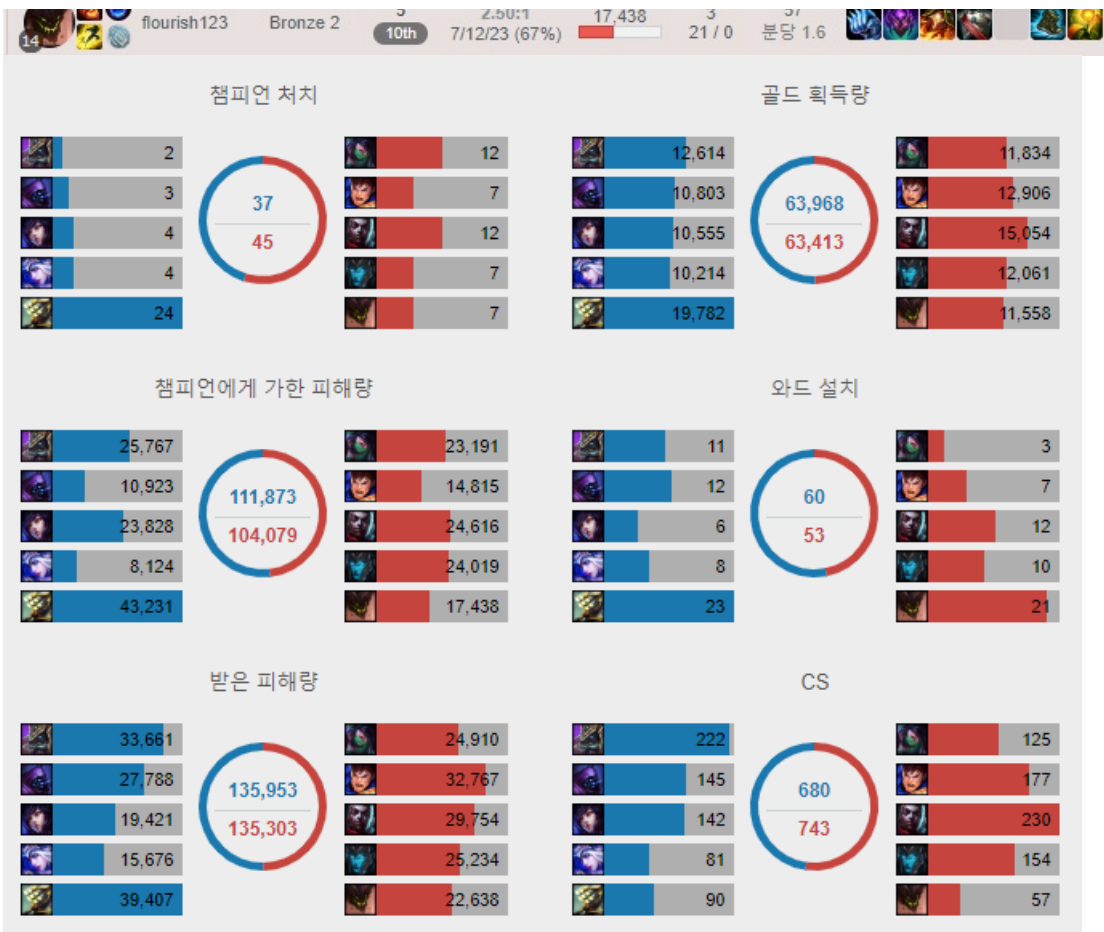 14 flourish123 Bronze 2 5 2.50:1 17,438 3 57
10th 7/12/23 (67%) 21 / 0 분당 1.6
챔피언 처치 골드 획득량
2 12 12,614 11,834
3 37 7 10,803 63,968 12,906
4 45 12 10,555 63,413 15,054
4 7 10,214 12,061
24 7 19,782 11,558
챔피언에게 가한 피해량 와드 설치
25,767 23,191 11 3
10,923 111,873 14,815 12 60 7
23,828 104,079 24,616 6 53 12
8,124 24,019 8 10
43,231 17,438 23 21
받은 피해량 CS
33,661 24,910 222 125
27,788 135,953 32,767 145 680 177
19,421 135,303 29,754 142 743 230
15,676 25,234 81 154
39,407 22,638 90 57